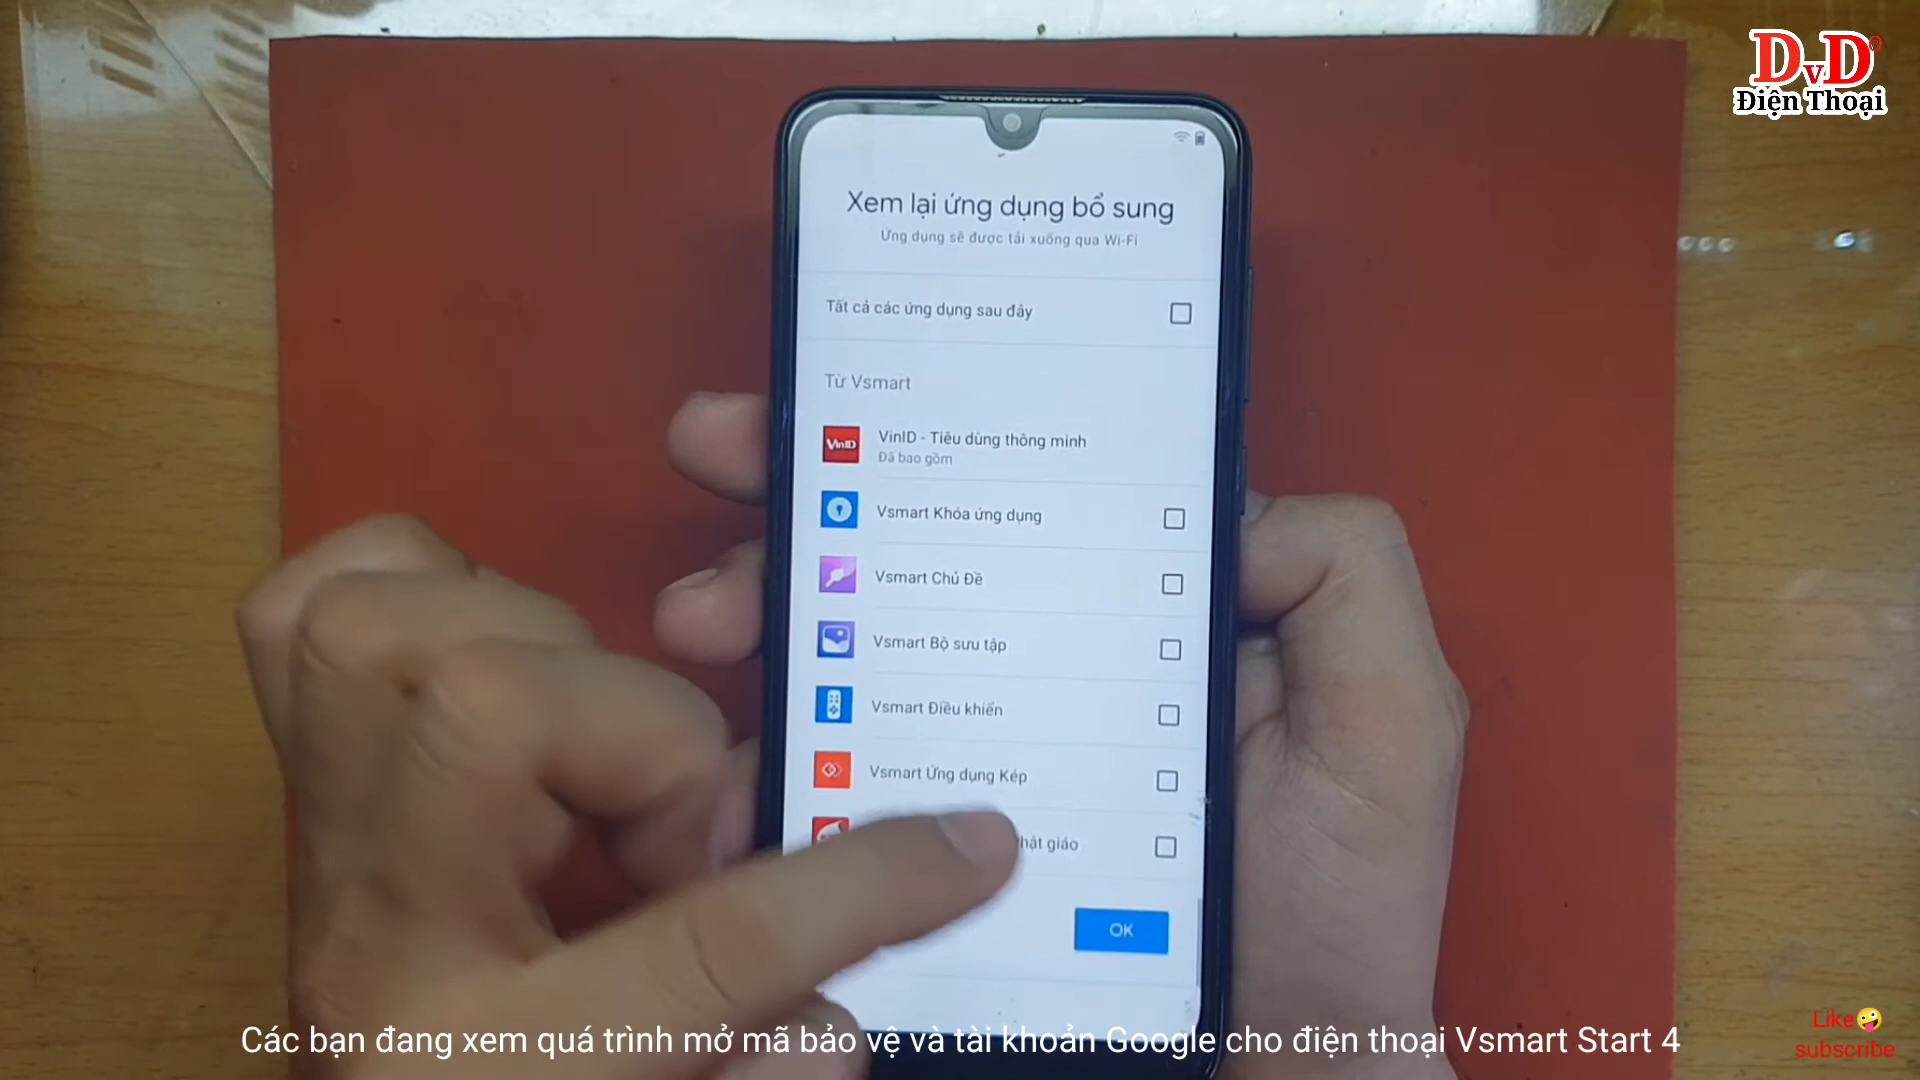 DvD
Điện Thoại
Xem lại ứng dụng bổ sung
Ứng dụng sẽ được tải xuống qua Wi-Fi
Tất cả các ứng dụng sau đây
Từ Vsmart
VinID
VinID - Tiêu dùng thông minh
Đã bao gồm
Vsmart Khóa ứng dụng
Vsmart Chủ Đề
Vsmart Bộ sưu tập
Vsmart Điều khiển
Vsmart Ứng dụng Kép
giáo
OK
Các bạn đang xem quá trình mở mã bảo vệ và tài khoản Google cho điện thoại Vsmart Start 4
Like🤪
subscribe